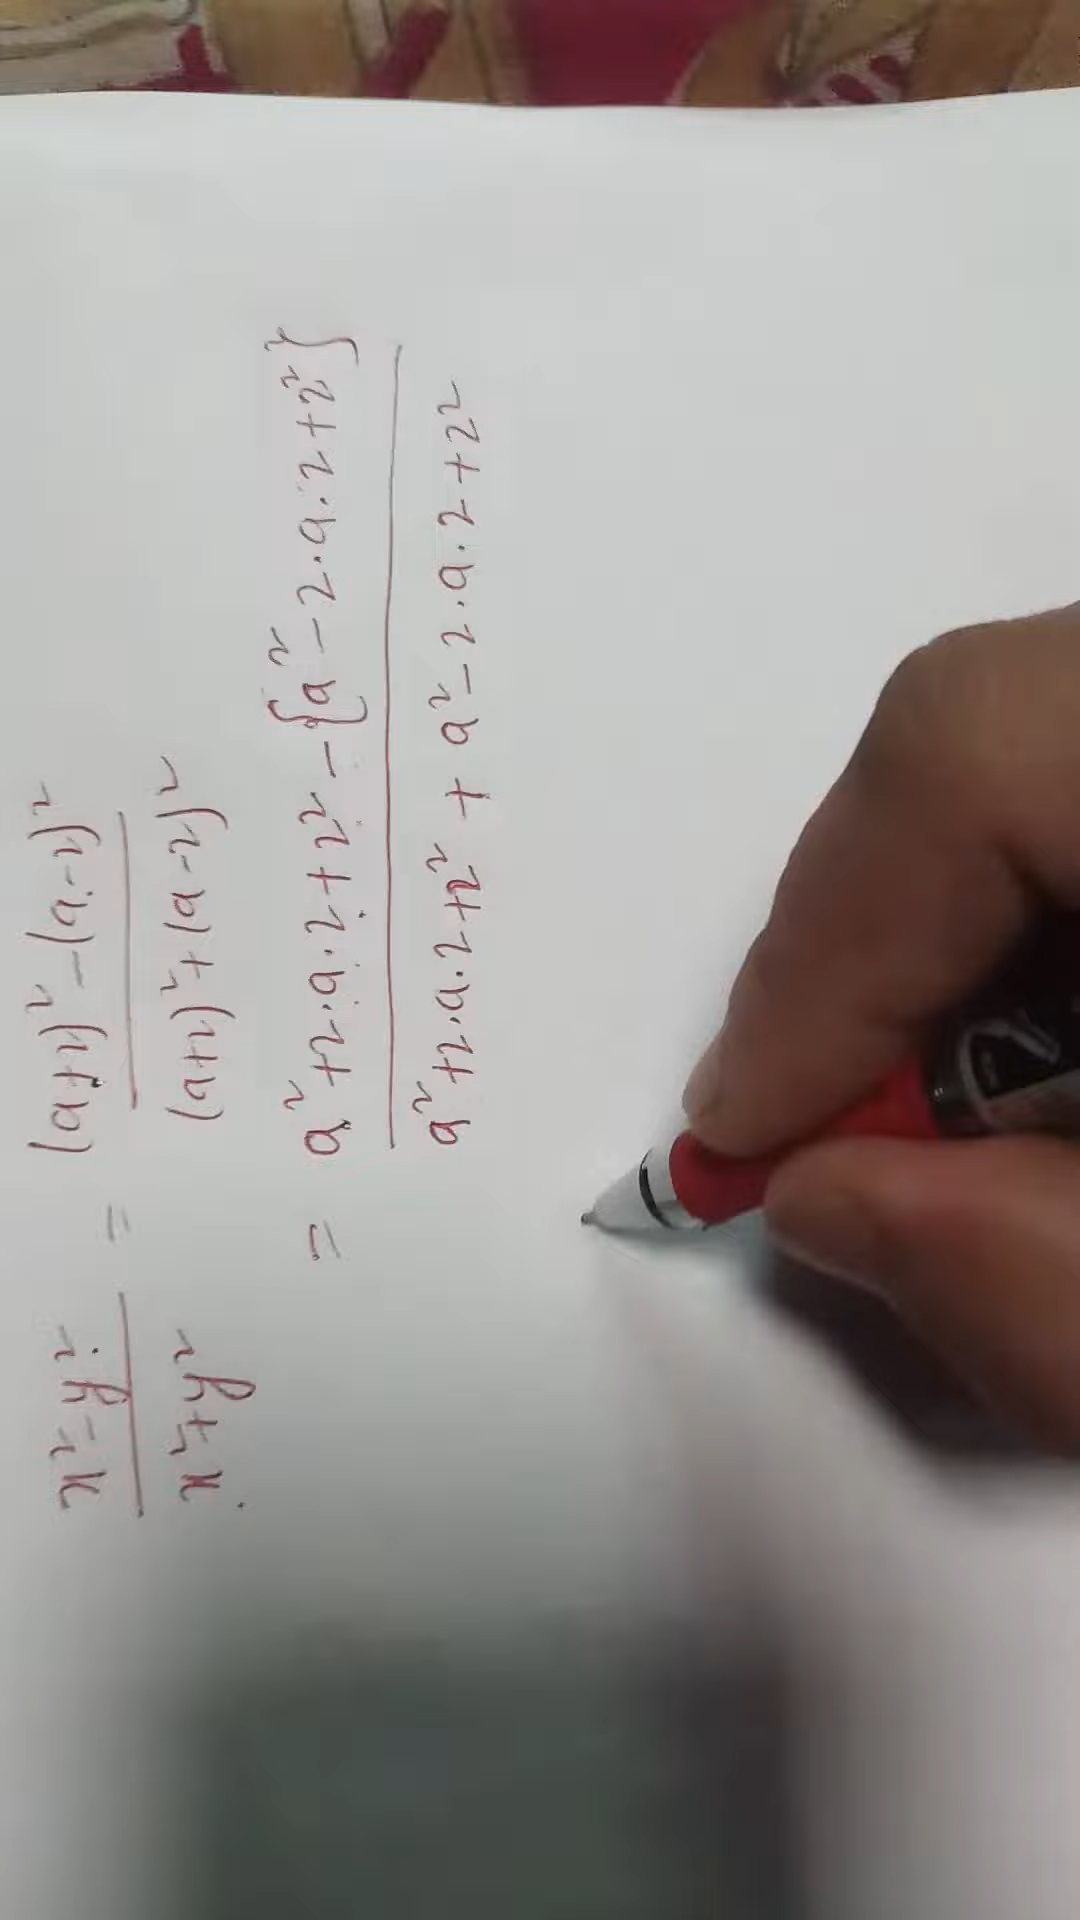 x² - y² = (a+2)² - (a-2)²
x² + y² (a+2)² + (a-2)²
= a² + 2·a·2 + 2² - {a² - 2·a·2 + 2²}
a² + 2·a·2 + 2² + a² - 2·a·2 + 2²